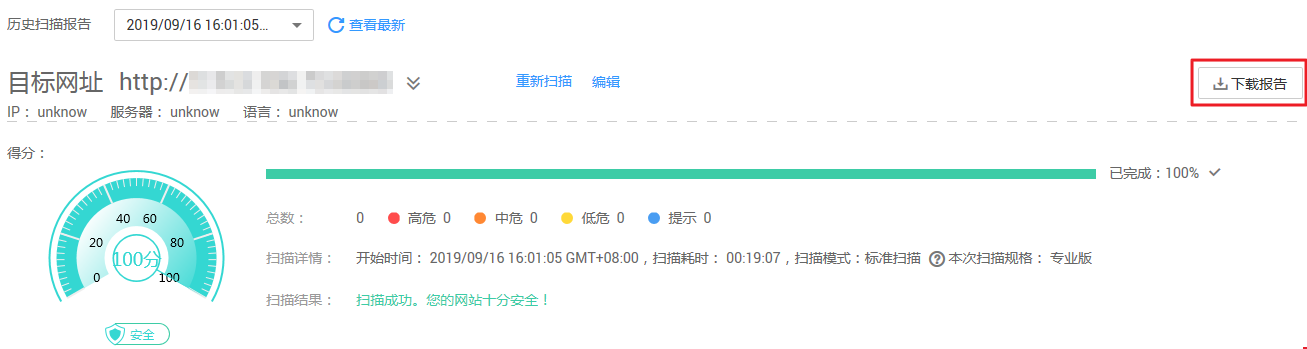 历史扫描报告 2019/09/16 16:01:05... 查看最新
目标网址 http:// 重新扫描 编辑 下载报告
IP： unknow 服务器： unknow 语言： unknow
得分：
已完成：100%
总数： 0 高危 0 中危 0 低危 0 提示 0
扫描详情： 开始时间： 2019/09/16 16:01:05 GMT+08:00，扫描耗时： 00:19:07，扫描模式：标准扫描 ? 本次扫描规格： 专业版
扫描结果： 扫描成功。您的网站十分安全！
0 20 40 60 80 100
100分
安全